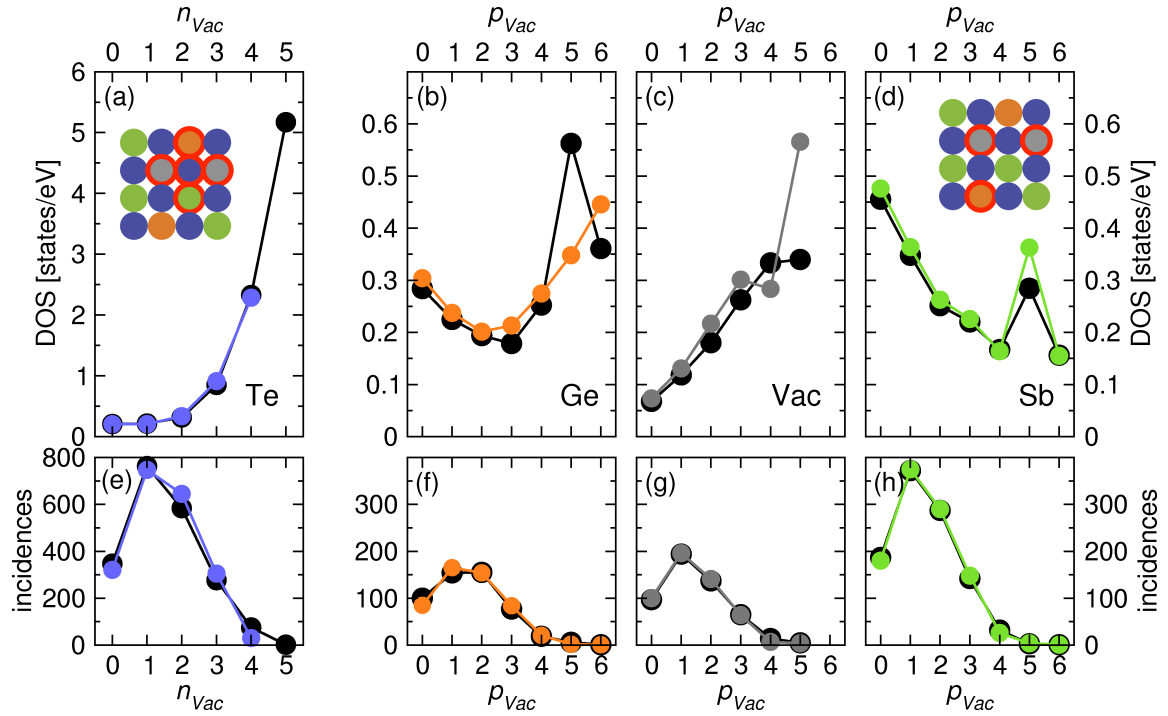 n_Vac p_Vac p_Vac p_Vac
0 1 2 3 4 5 0 1 2 3 4 5 6 0 1 2 3 4 5 6 0 1 2 3 4 5 6
DOS [states/eV]
6
5
4
3
2
1
0
(a)
Te
0.6
0.5
0.4
0.3
0.2
0.1
(b)
Ge
(c)
Vac
(d)
Sb
0.6
0.5
0.4
0.3
0.2
0.1
0
DOS [states/eV]
incidences
800
600
400
200
0
(e)
300
200
100
0
(f)
(g)
(h)
300
200
100
0
incidences
0 1 2 3 4 5 0 1 2 3 4 5 6 0 1 2 3 4 5 6 0 1 2 3 4 5 6
n_Vac p_Vac p_Vac p_Vac